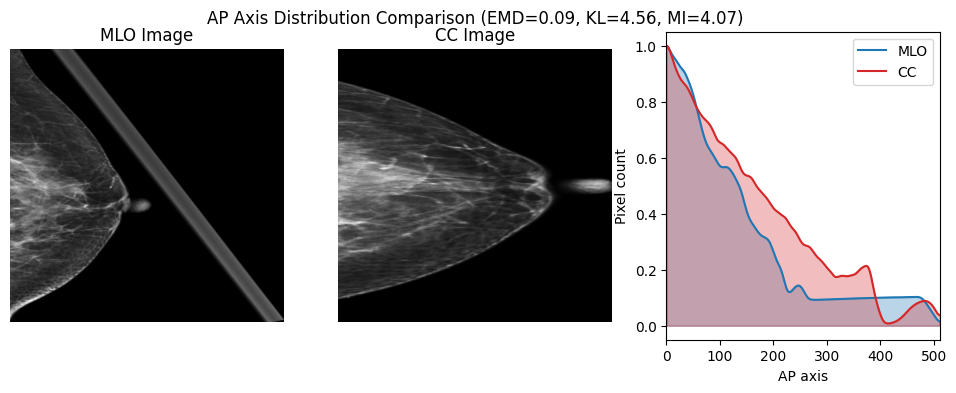 AP Axis Distribution Comparison (EMD=0.09, KL=4.56, MI=4.07)
MLO Image
CC Image
MLO
CC
Pixel count
1.0
0.8
0.6
0.4
0.2
0.0
0 100 200 300 400 500
AP axis